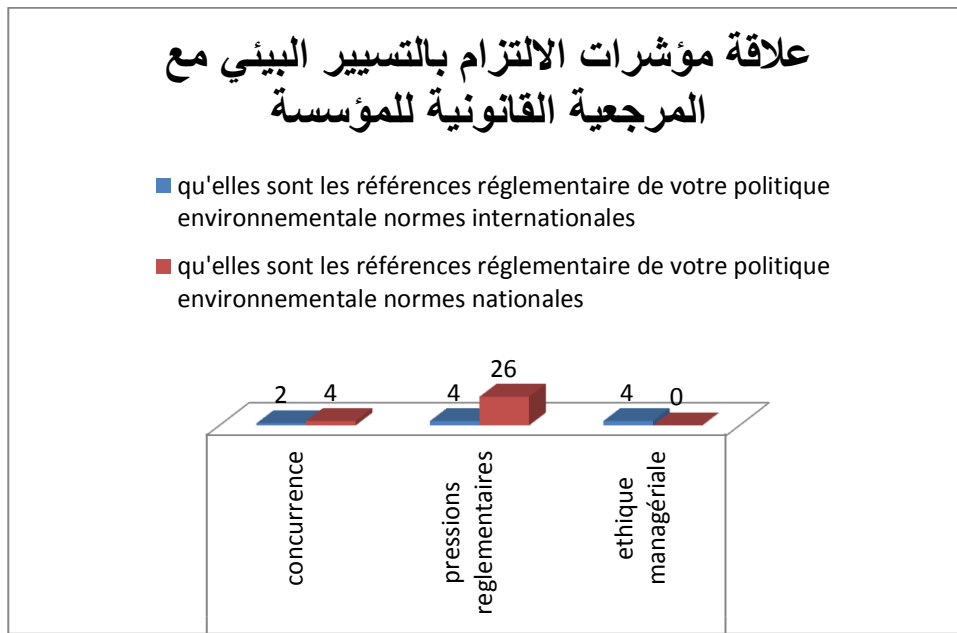 علاقة مؤشرات الالتزام بالتسيير البيئي مع
المرجعية القانونية للمؤسسة
qu'elles sont les références réglementaire de votre politique
environnementale normes internationales
qu'elles sont les références réglementaire de votre politique
environnementale normes nationales
2 4 4 26 4 0
concurrence
pressions
reglementaires
ethique
managériale